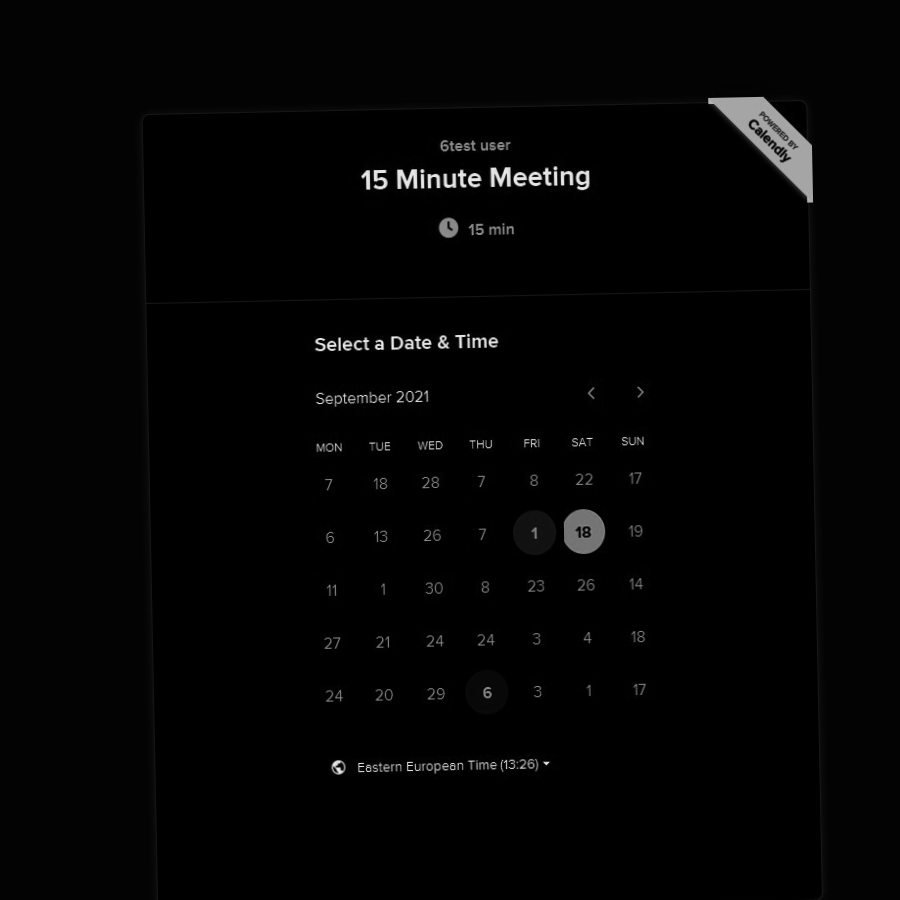 POWERED BY
Calendly
6test user
15 Minute Meeting
15 min
Select a Date & Time
September 2021
MON TUE WED THU FRI SAT SUN
7 18 28 7 8 22 17
6 13 26 7 1 18 19
11 1 30 8 23 26 14
27 21 24 24 3 4 18
24 20 29 6 3 1 17
Eastern European Time (13:26)